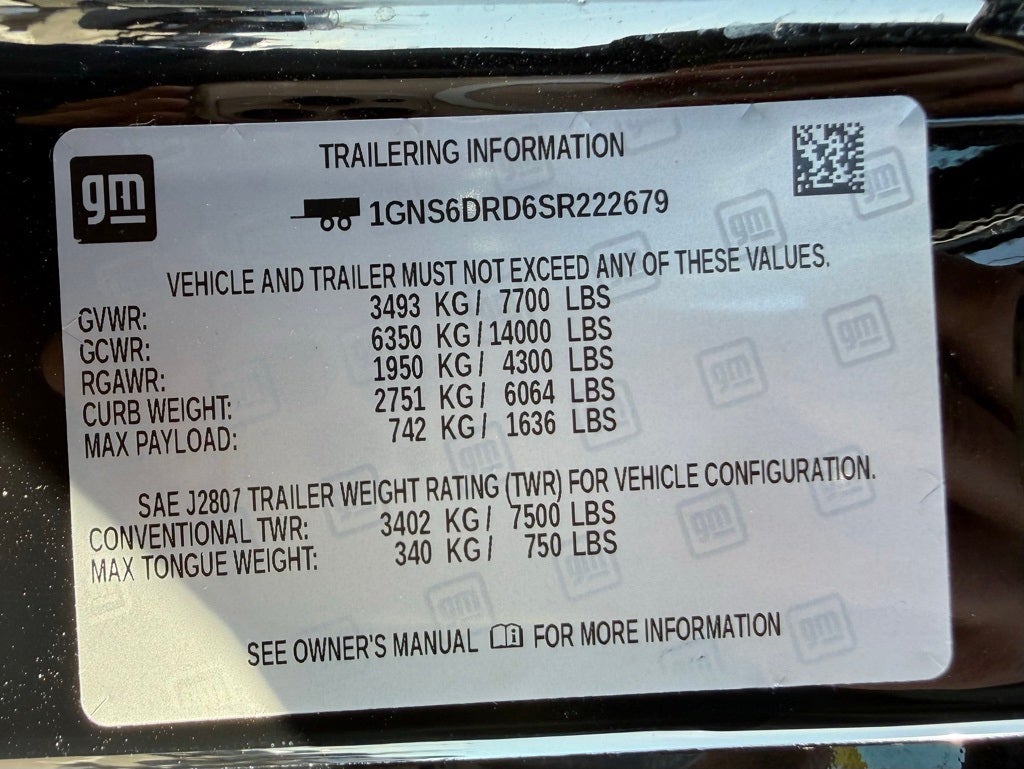 gm
TRAILERING INFORMATION
1GNS6DRD6SR222679
VEHICLE AND TRAILER MUST NOT EXCEED ANY OF THESE VALUES.
GVWR: 3493 KG/ 7700 LBS
GCWR: 6350 KG/14000 LBS
RGAWR: 1950 KG/ 4300 LBS
CURB WEIGHT: 2751 KG/ 6064 LBS
MAX PAYLOAD: 742 KG/ 1636 LBS
SAE J2807 TRAILER WEIGHT RATING (TWR) FOR VEHICLE CONFIGURATION.
CONVENTIONAL TWR: 3402 KG/ 7500 LBS
MAX TONGUE WEIGHT: 340 KG/ 750 LBS
SEE OWNER'S MANUAL FOR MORE INFORMATION